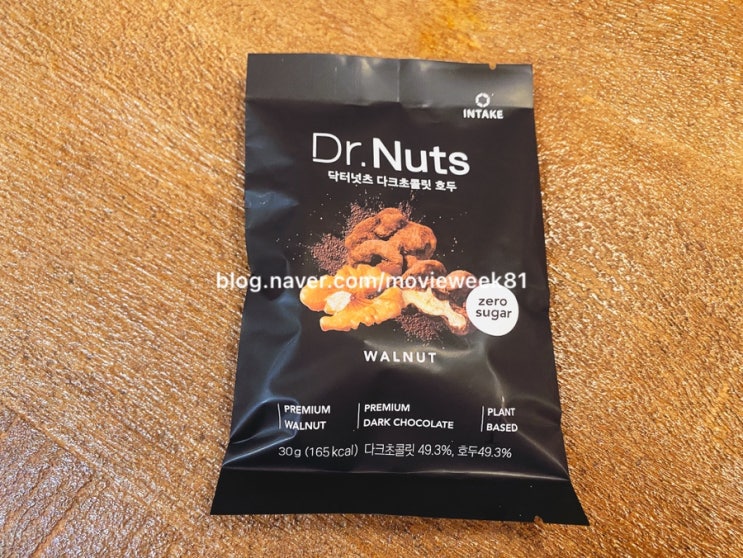 INTAKE
Dr.Nuts
닥터넛츠 다크초콜릿 호두
blog.naver.com/movieweek81
zero
sugar
WALNUT
PREMIUM
WALNUT
PREMIUM
DARK CHOCOLATE
PLANT
BASED
30g (165 kcal) 다크초콜릿 49.3%, 호두49.3%